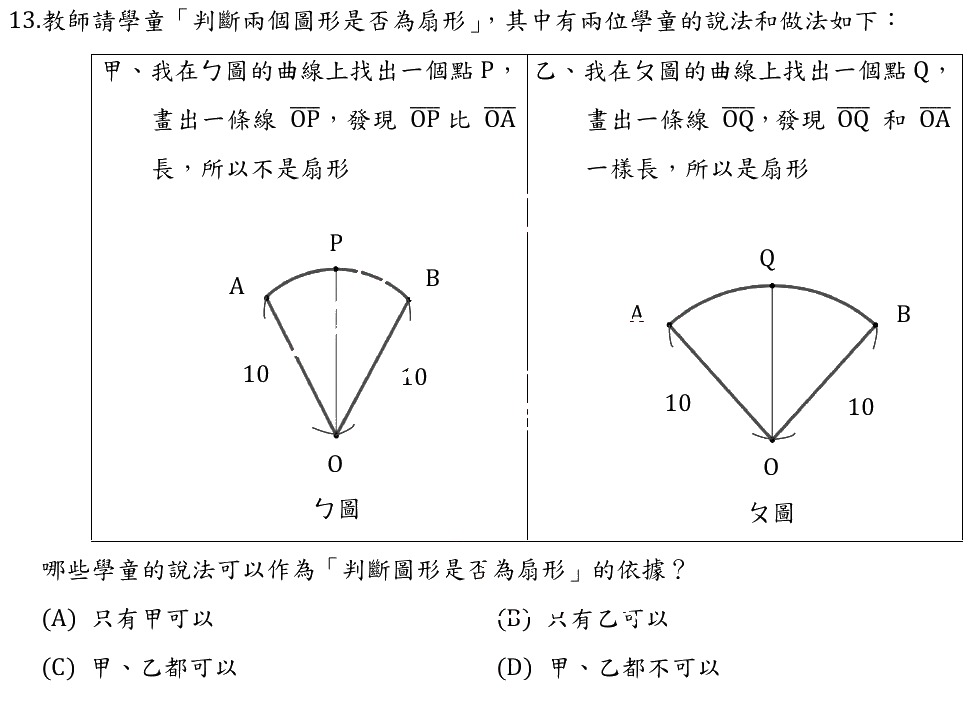 13.教師請學童「判斷兩個圖形是否為扇形」，其中有兩位學童的說法和做法如下：
甲、我在ㄅ圖的曲線上找出一個點 P，
畫出一條線 OP，發現 OP 比 OA
長，所以不是扇形
P
A
B
10
10
O
ㄅ圖
乙、我在ㄆ圖的曲線上找出一個點 Q，
畫出一條線 OQ，發現 OQ 和 OA
一樣長，所以是扇形
Q
A
B
10
10
O
ㄆ圖
哪些學童的說法可以作為「判斷圖形是否為扇形」的依據？
(A) 只有甲可以
(B) 只有乙可以
(C) 甲、乙都可以
(D) 甲、乙都不可以